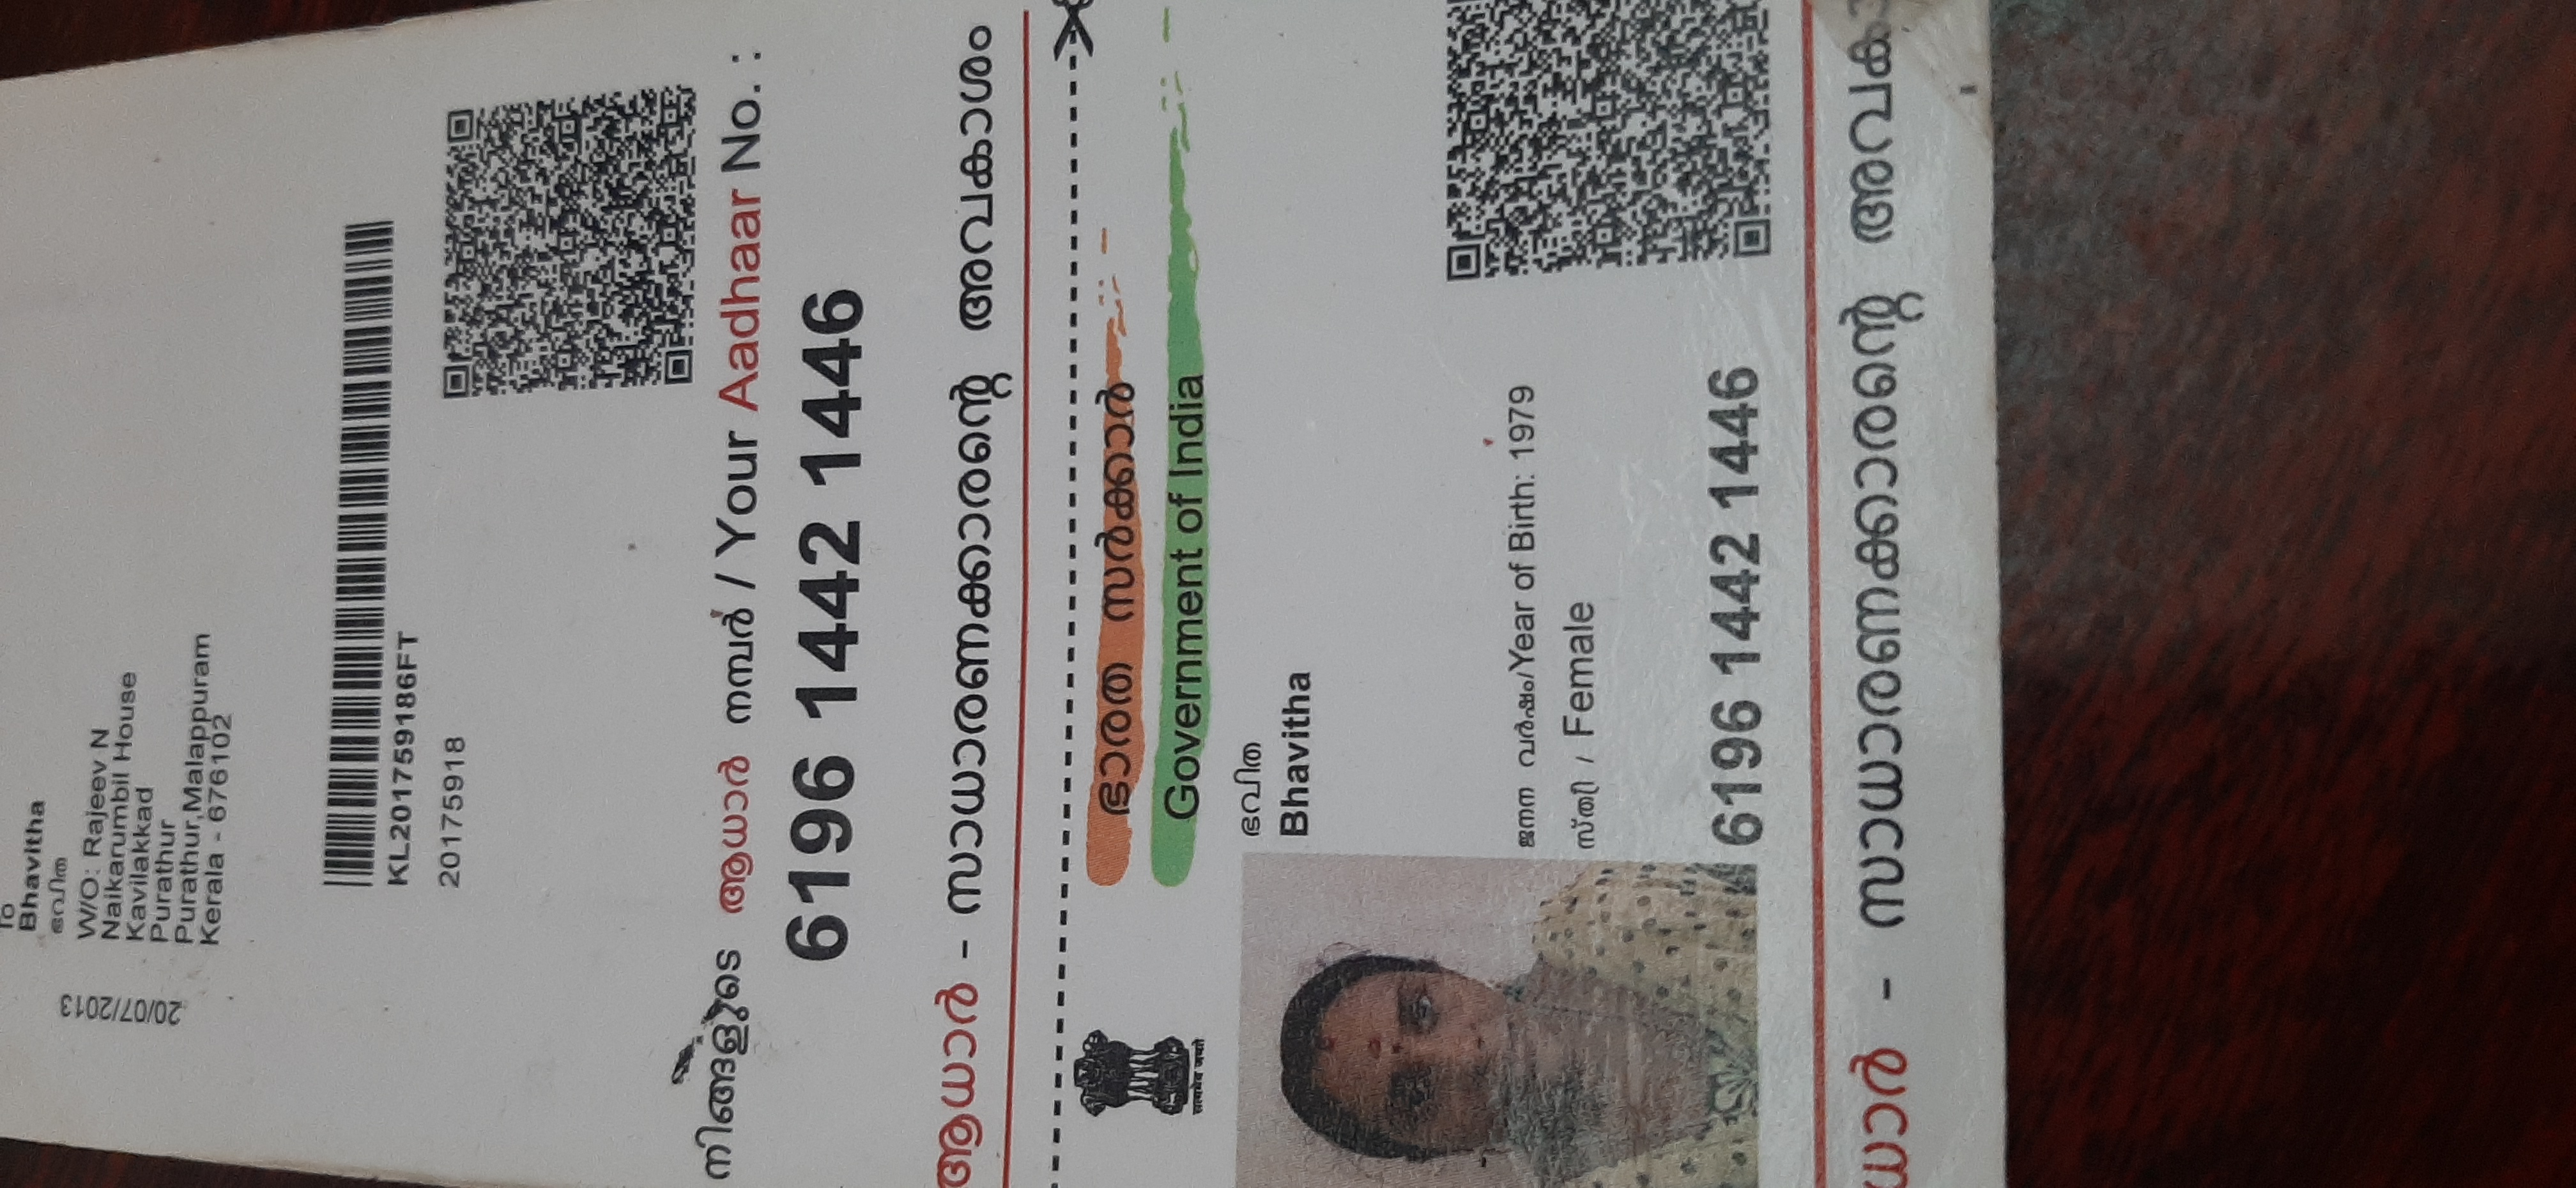 To
Bhavitha
ഭവിത
W/O: Rajeev N
Naikarumbil House
Kavilakkad
Purathur
Purathur,Malappuram
Kerala - 676102
20/07/2013
KL201759186FT
20175918
നിങ്ങളുടെ ആധാർ നമ്പർ / Your Aadhaar No. :
6196 1442 1446
ആധാർ - സാധാരണക്കാരന്റെ അവകാശം
ഭാരത സർക്കാർ
Government of India
सत्यमेव जयते
ഭവിത
Bhavitha
ജനന വർഷം/Year of Birth: 1979
സ്ത്രീ / Female
6196 1442 1446
ധാർ - സാധാരണക്കാരന്റെ അവകാ